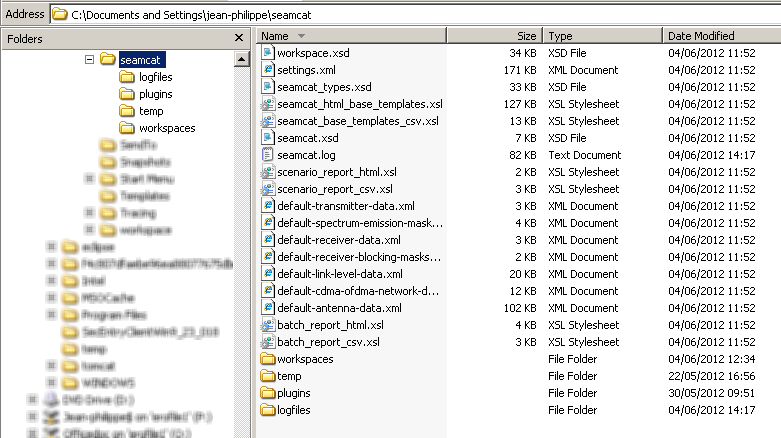 Address C:\Documents and Settings\jean-philippe\seamcat
Folders
seamcat
logfiles
plugins
temp
workspaces
SendTo
Snapshots
Start Menu
Templates
Tracing
workspace
eclipse
Intel
MSOCache
Program Files
temp
tomcat
WINDOWS
DVD Drive (D:)
Name Size Type Date Modified
workspace.xsd 34 KB XSD File 04/06/2012 11:52
settings.xml 171 KB XML Document 04/06/2012 11:52
seamcat_types.xsd 33 KB XSD File 04/06/2012 11:52
seamcat_html_base_templates.xsl 127 KB XSL Stylesheet 04/06/2012 11:52
seamcat_base_templates_csv.xsl 13 KB XSL Stylesheet 04/06/2012 11:52
seamcat.xsd 7 KB XSD File 04/06/2012 11:52
seamcat.log 82 KB Text Document 04/06/2012 14:17
scenario_report_html.xsl 2 KB XSL Stylesheet 04/06/2012 11:52
scenario_report_csv.xsl 3 KB XSL Stylesheet 04/06/2012 11:52
default-transmitter-data.xml 3 KB XML Document 04/06/2012 11:52
default-spectrum-emission-mask... 4 KB XML Document 04/06/2012 11:52
default-receiver-data.xml 3 KB XML Document 04/06/2012 11:52
default-receiver-blocking-masks... 2 KB XML Document 04/06/2012 11:52
default-link-level-data.xml 20 KB XML Document 04/06/2012 11:52
default-cdma-ofdma-network-d... 12 KB XML Document 04/06/2012 11:52
default-antenna-data.xml 102 KB XML Document 04/06/2012 11:52
batch_report_html.xsl 4 KB XSL Stylesheet 04/06/2012 11:52
batch_report_csv.xsl 3 KB XSL Stylesheet 04/06/2012 11:52
workspaces File Folder 04/06/2012 12:34
temp File Folder 22/05/2012 16:56
plugins File Folder 30/05/2012 09:51
logfiles File Folder 04/06/2012 14:17